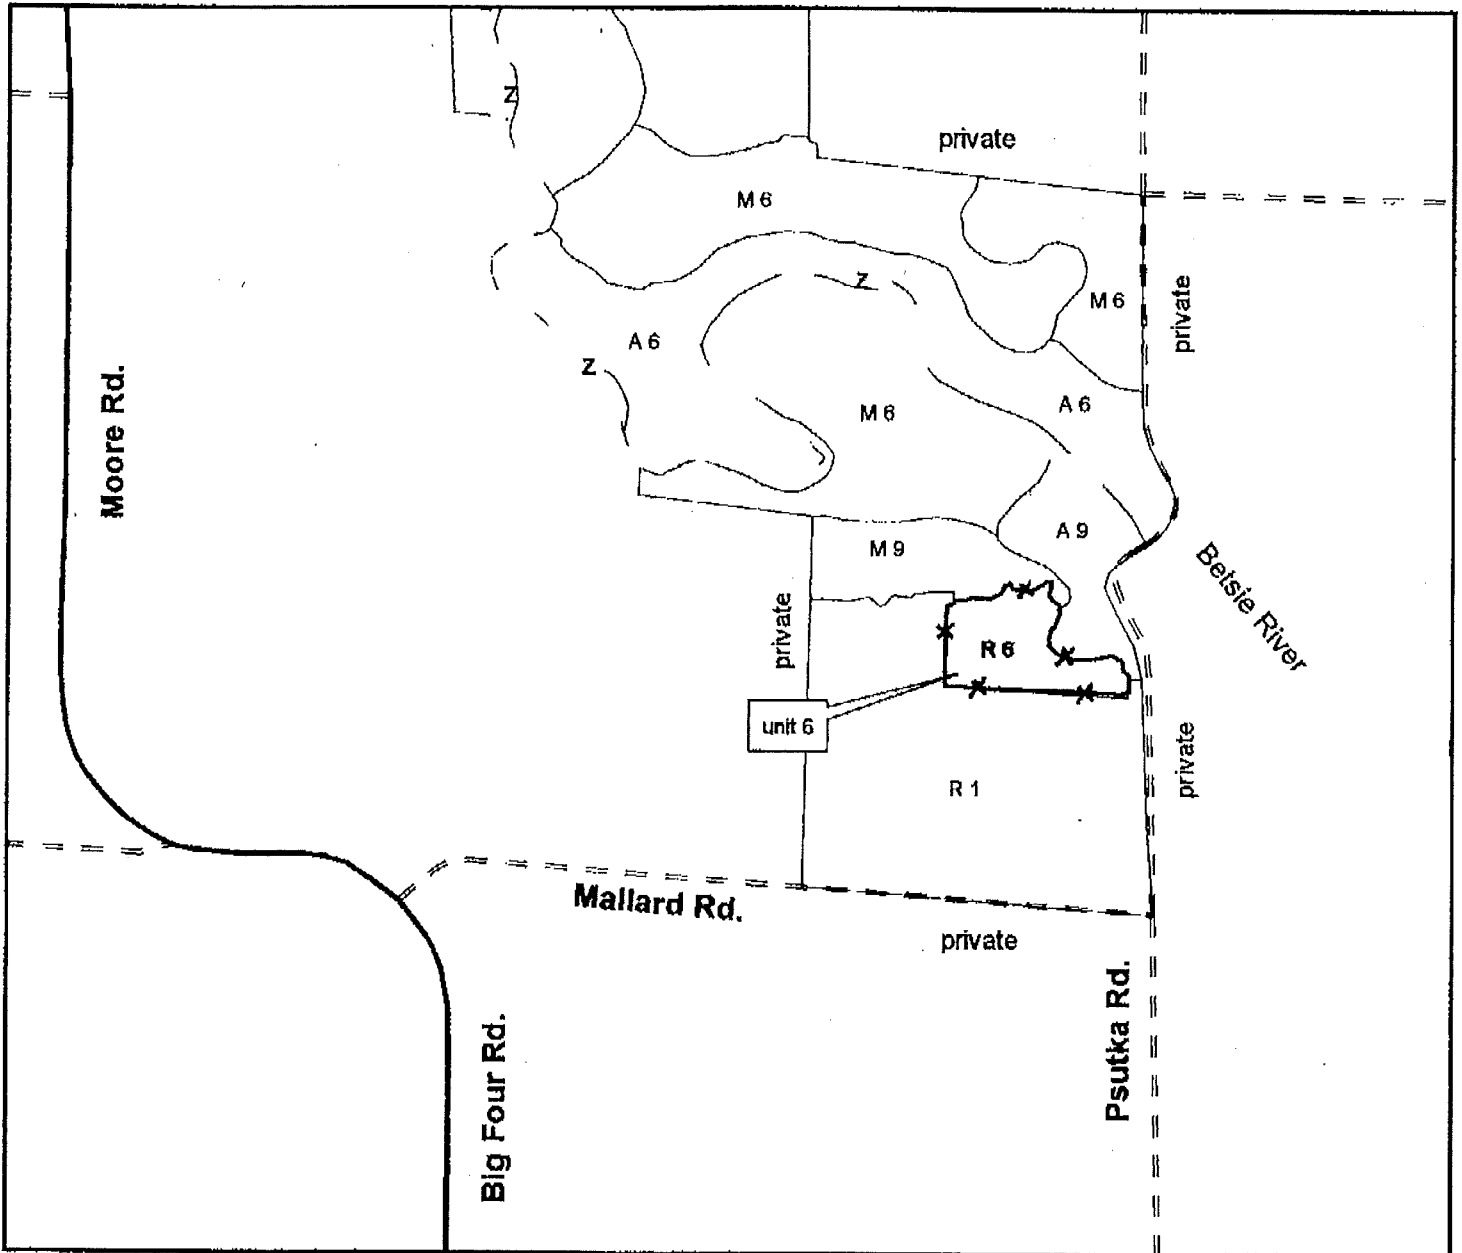 Z
private
M 6
Z
M 6
private
A 6
Z
Moore Rd.
M 6
A 6
A 9
M 9
Betsie River
private
R 6
unit 6
private
R 1
Mallard Rd.
private
Psutka Rd.
Big Four Rd.